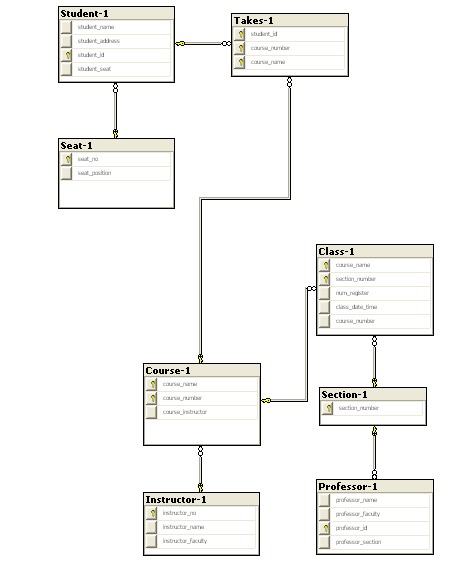 Student-1
student_name
student_address
student_id
student_seat
Takes-1
student_id
course_number
course_name
Seat-1
seat_no
seat_position
Class-1
course_name
section_number
num_register
class_date_time
course_number
Course-1
course_name
course_number
course_instructor
Section-1
section_number
Instructor-1
instructor_no
instructor_name
instructor_faculty
Professor-1
professor_name
professor_faculty
professor_id
professor_section